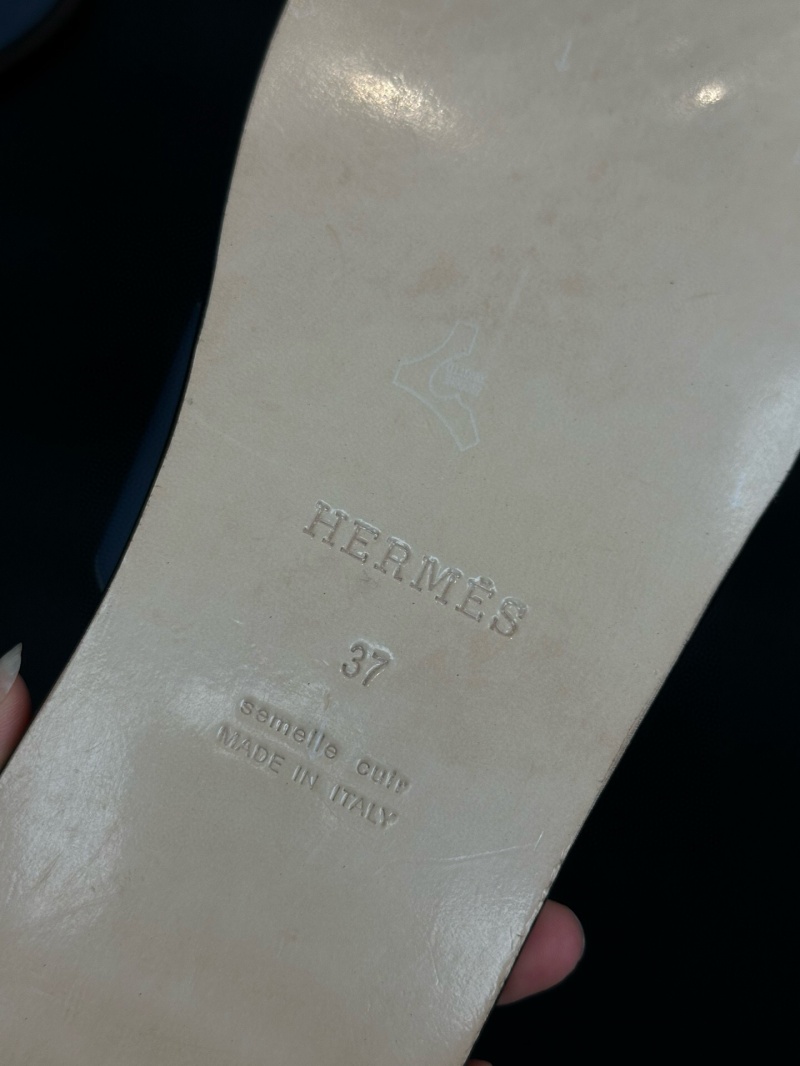 HERMÈS
37
semelle cuir
MADE IN ITALY